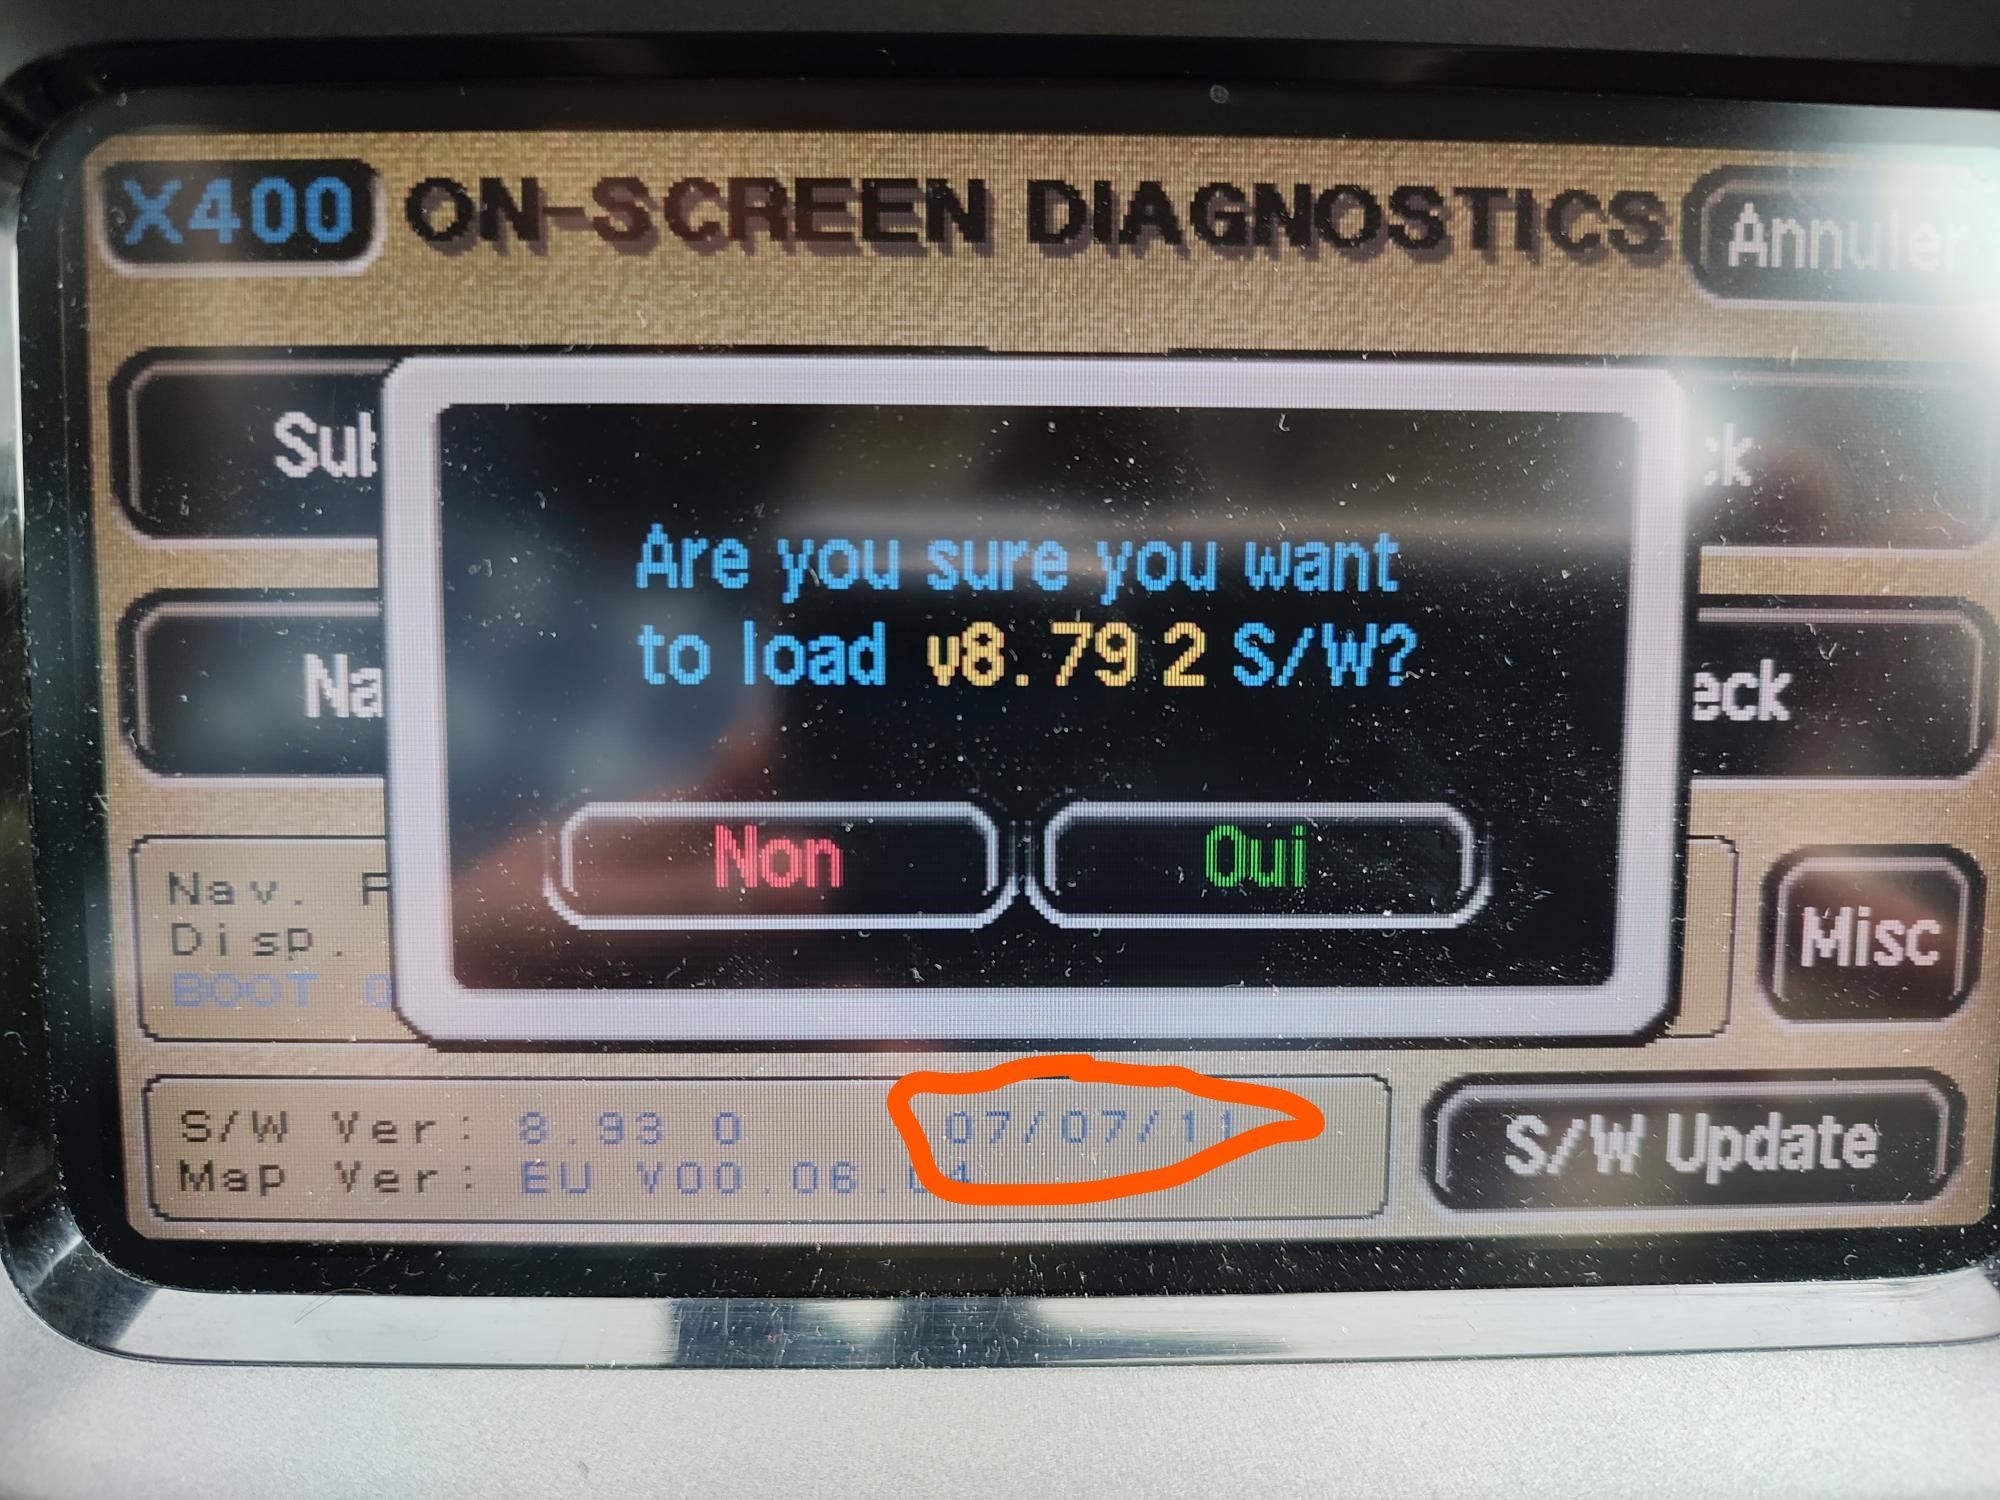 X400 ON-SCREEN DIAGNOSTICS Annuler
Are you sure you want
to load v8.79 2 S/W?
Non Oui
Nav.
Disp.
BOOT
Misc
S/W Ver: 8.93 0 07/07/11
Map Ver: EU V00.06.04
S/W Update